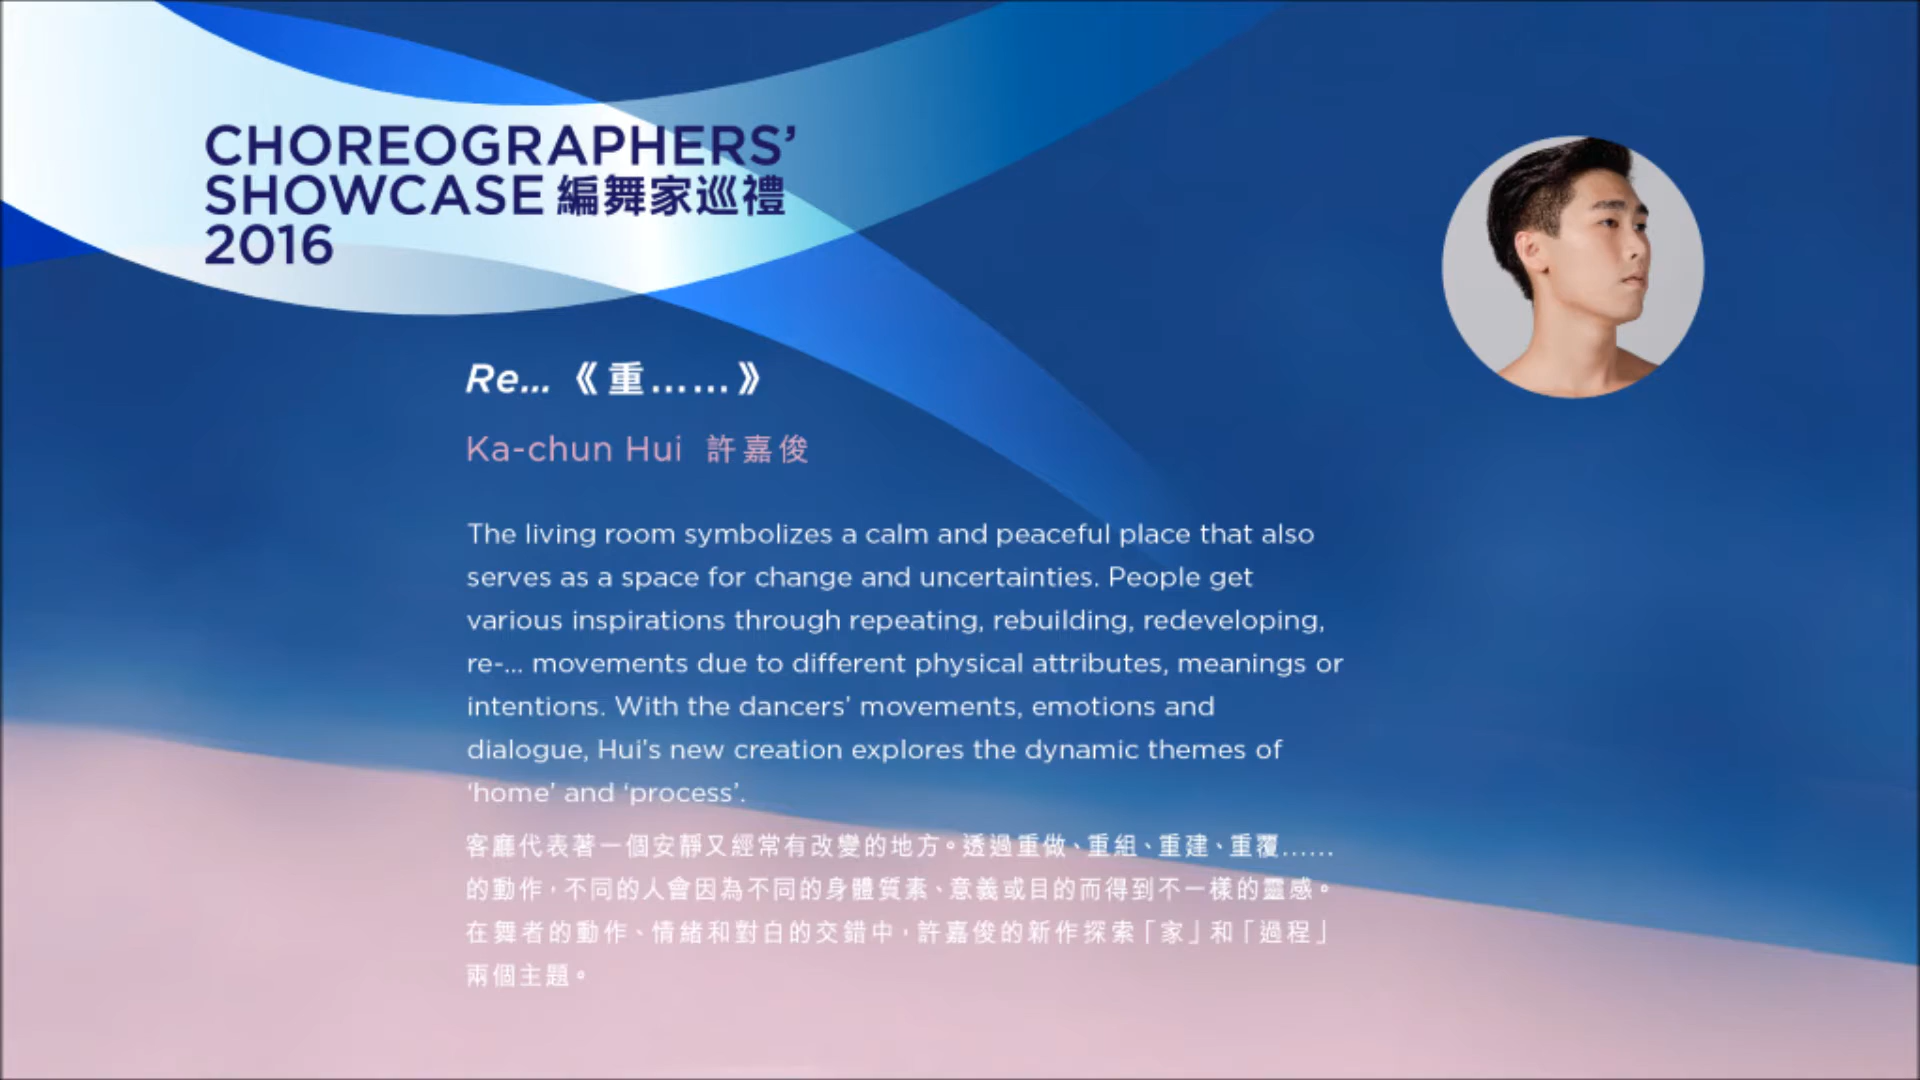 CHOREOGRAPHERS’
SHOWCASE 編舞家巡禮
2016
Re... 《重……》
Ka-chun Hui 許嘉俊
The living room symbolizes a calm and peaceful place that also
serves as a space for change and uncertainties. People get
various inspirations through repeating, rebuilding, redeveloping,
re-... movements due to different physical attributes, meanings or
intentions. With the dancers’ movements, emotions and
dialogue, Hui’s new creation explores the dynamic themes of
‘home’ and ‘process’.
客廳代表著一個安靜又經常有改變的地方。透過重做、重組、重建、重覆……
的動作，不同的人會因為不同的身體質素、意義或目的而得到不一樣的靈感。
在舞者的動作、情緒和對白的交錯中，許嘉俊的新作探索「家」和「過程」
兩個主題。